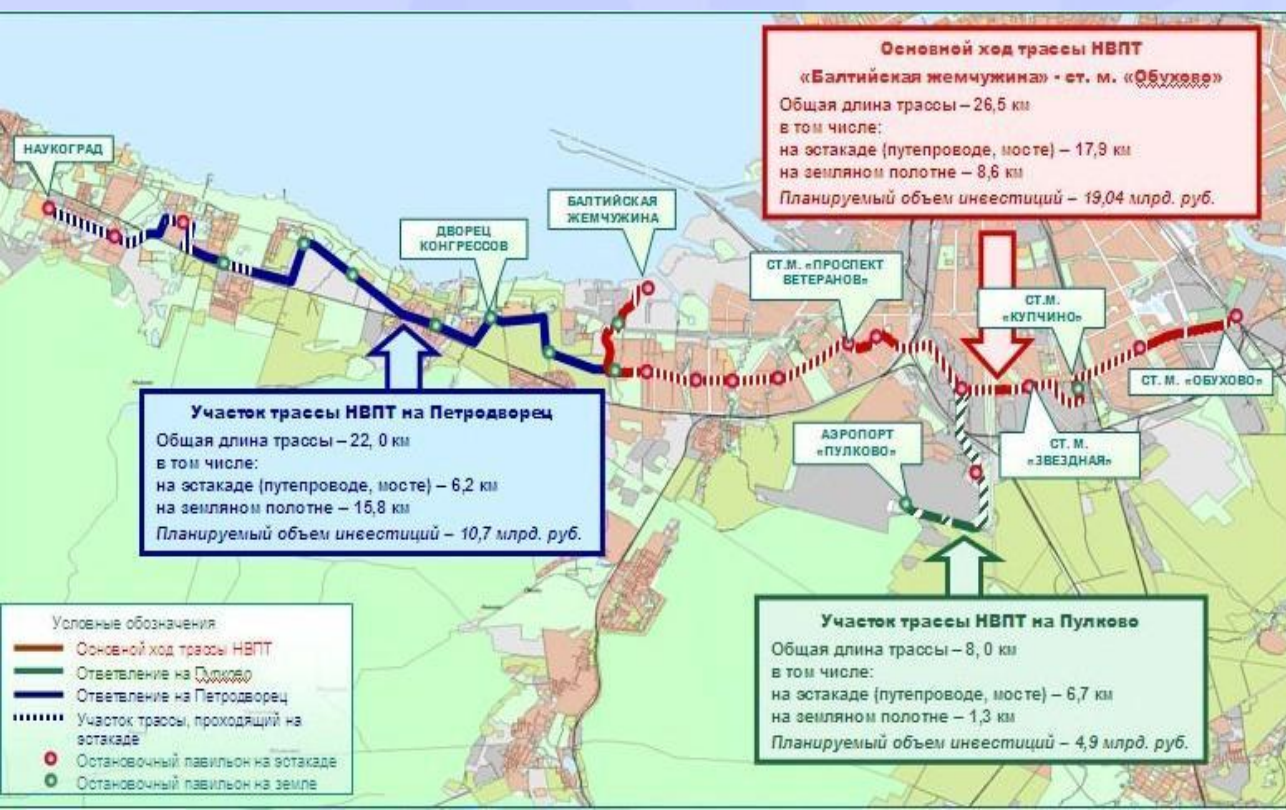 Основной ход трассы НВПТ
«Балтийская жемчужина» - ст. м. «Обухово»
Общая длина трассы – 26,5 км
в том числе:
на эстакаде (путепроводе, мосте) – 17,9 км
на земляном полотне – 8,6 км
Планируемый объем инвестиций – 19,04 млрд. руб.
НАУКОГРАД
БАЛТИЙСКАЯ
ЖЕМЧУЖИНА
ДВОРЕЦ
КОНГРЕССОВ
СТ.М. «ПРОСПЕКТ
ВЕТЕРАНОВ»
СТ.М.
«КУПЧИНО»
СТ. М. «ОБУХОВО»
АЭРОПОРТ
«ПУЛКОВО»
СТ. М.
«ЗВЕЗДНАЯ»
Участок трассы НВПТ на Петродворец
Общая длина трассы – 22, 0 км
в том числе:
на эстакаде (путепроводе, мосте) – 6,2 км
на земляном полотне – 15,8 км
Планируемый объем инвестиций – 10,7 млрд. руб.
Участок трассы НВПТ на Пулково
Общая длина трассы – 8, 0 км
в том числе:
на эстакаде (путепроводе, мосте) – 6,7 км
на земляном полотне – 1,3 км
Планируемый объем инвестиций – 4,9 млрд. руб.
Условные обозначения
Основной ход трассы НВПТ
Ответвление на Пулково
Ответвление на Петродворец
Участок трассы, проходящий на
эстакаде
Остановочный павильон на эстакаде
Остановочный павильон на земле